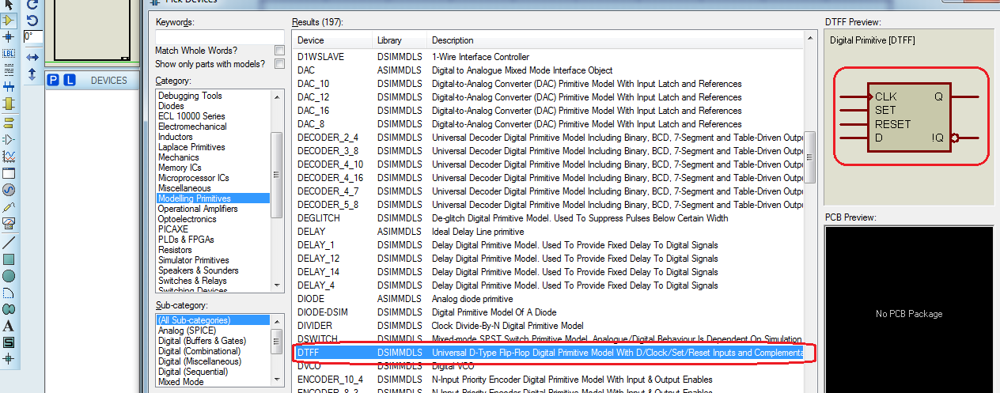 Pick Devices
Keywords:
Match Whole Words?
Show only parts with models?
Category:
Debugging Tools
Diodes
ECL 10000 Series
Electromechanical
Inductors
Laplace Primitives
Mechanics
Memory ICs
Microprocessor ICs
Miscellaneous
Modelling Primitives
Operational Amplifiers
Optoelectronics
PICAXE
PLDs & FPGAs
Resistors
Simulator Primitives
Speakers & Sounders
Switches & Relays
Switching Devices
Sub-category:
(All Sub-categories)
Analog (SPICE)
Digital (Buffers & Gates)
Digital (Combinational)
Digital (Miscellaneous)
Digital (Sequential)
Mixed Mode
0°
LBL
A
S
P L DEVICES
Results (197):
Device Library Description
D1WSLAVE DSIMMDLS 1-Wire Interface Controller
DAC ASIMMDLS Digital to Analogue Mixed Mode Interface Object
DAC_10 DSIMMDLS Digital-to-Analog Converter (DAC) Primitive Model With Input Latch and References
DAC_12 DSIMMDLS Digital-to-Analog Converter (DAC) Primitive Model With Input Latch and References
DAC_16 DSIMMDLS Digital-to-Analog Converter (DAC) Primitive Model With Input Latch and References
DAC_8 DSIMMDLS Digital-to-Analog Converter (DAC) Primitive Model With Input Latch and References
DECODER_2_4 DSIMMDLS Universal Decoder Digital Primitive Model Including Binary, BCD, 7-Segment and Table-Driven Outpu
DECODER_3_8 DSIMMDLS Universal Decoder Digital Primitive Model Including Binary, BCD, 7-Segment and Table-Driven Outpu
DECODER_4_10 DSIMMDLS Universal Decoder Digital Primitive Model Including Binary, BCD, 7-Segment and Table-Driven Outpu
DECODER_4_16 DSIMMDLS Universal Decoder Digital Primitive Model Including Binary, BCD, 7-Segment and Table-Driven Outpu
DECODER_4_7 DSIMMDLS Universal Decoder Digital Primitive Model Including Binary, BCD, 7-Segment and Table-Driven Outpu
DECODER_5_8 DSIMMDLS Universal Decoder Digital Primitive Model Including Binary, BCD, 7-Segment and Table-Driven Outpu
DEGLITCH DSIMMDLS De-glitch Digital Primitive Model. Used To Suppress Pulses Below Certain Width
DELAY ASIMMDLS Ideal Delay Line primitive
DELAY_1 DSIMMDLS Delay Digital Primitive Model. Used To Provide Fixed Delay To Digital Signals
DELAY_12 DSIMMDLS Delay Digital Primitive Model. Used To Provide Fixed Delay To Digital Signals
DELAY_14 DSIMMDLS Delay Digital Primitive Model. Used To Provide Fixed Delay To Digital Signals
DELAY_4 DSIMMDLS Delay Digital Primitive Model. Used To Provide Fixed Delay To Digital Signals
DIODE ASIMMDLS Analog diode primitive
DIODE-DSIM DSIMMDLS Digital Primitive Model Of A Diode
DIVIDER DSIMMDLS Clock Divide-By-N Digital Primitive Model
DSWITCH DSIMMDLS Mixed-mode SPST Switch Primitive Model. Analogue/Digital Behaviour Is Dependent On Simulation
DTFF DSIMMDLS Universal D-Type Flip-Flop Digital Primitive Model With D/Clock/Set/Reset Inputs and Complementa
DVCO DSIMMDLS Digital VCO
ENCODER_10_4 DSIMMDLS N-Input Priority Encoder Digital Primitive Model With Input & Output Enables
ENCODER_8_3 DSIMMDLS N-Input Priority Encoder Digital Primitive Model With Input & Output Enables
DTFF Preview:
Digital Primitive [DTFF]
CLK Q
SET
RESET
D !Q
PCB Preview:
No PCB Package